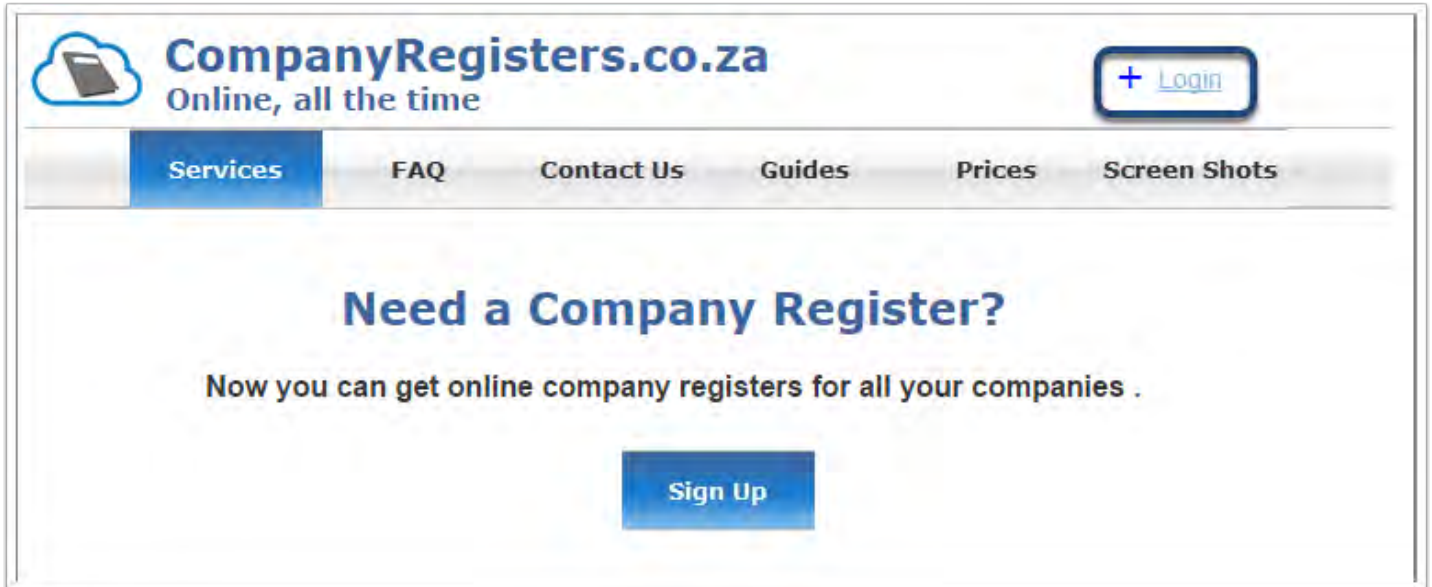 CompanyRegisters.co.za
Online, all the time
+ Login
Services FAQ Contact Us Guides Prices Screen Shots
Need a Company Register?
Now you can get online company registers for all your companies .
Sign Up